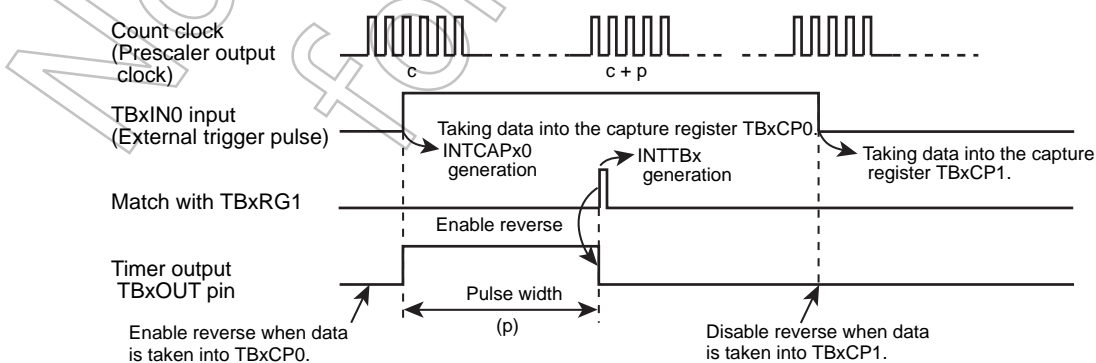 Count clock
(Prescaler output
clock)
c
c + p
TBxIN0 input
(External trigger pulse)
Taking data into the capture register TBxCP0.
INTCAPx0
generation
INTTBx
generation
Taking data into the capture
register TBxCP1.
Match with TBxRG1
Enable reverse
Timer output
TBxOUT pin
Pulse width
(p)
Enable reverse when data
is taken into TBxCP0.
Disable reverse when data
is taken into TBxCP1.